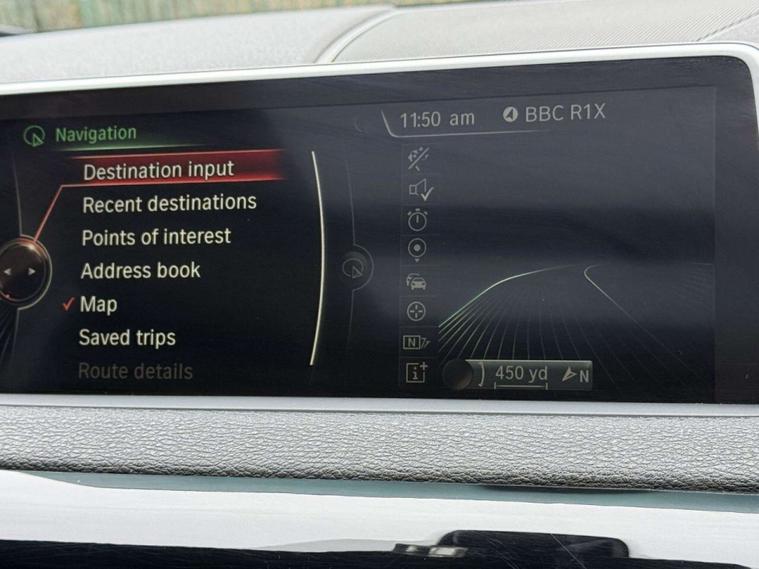 Navigation
11:50 am BBC R1X
Destination input
Recent destinations
Points of interest
Address book
Map
Saved trips
Route details
N
i+
450 yd
N